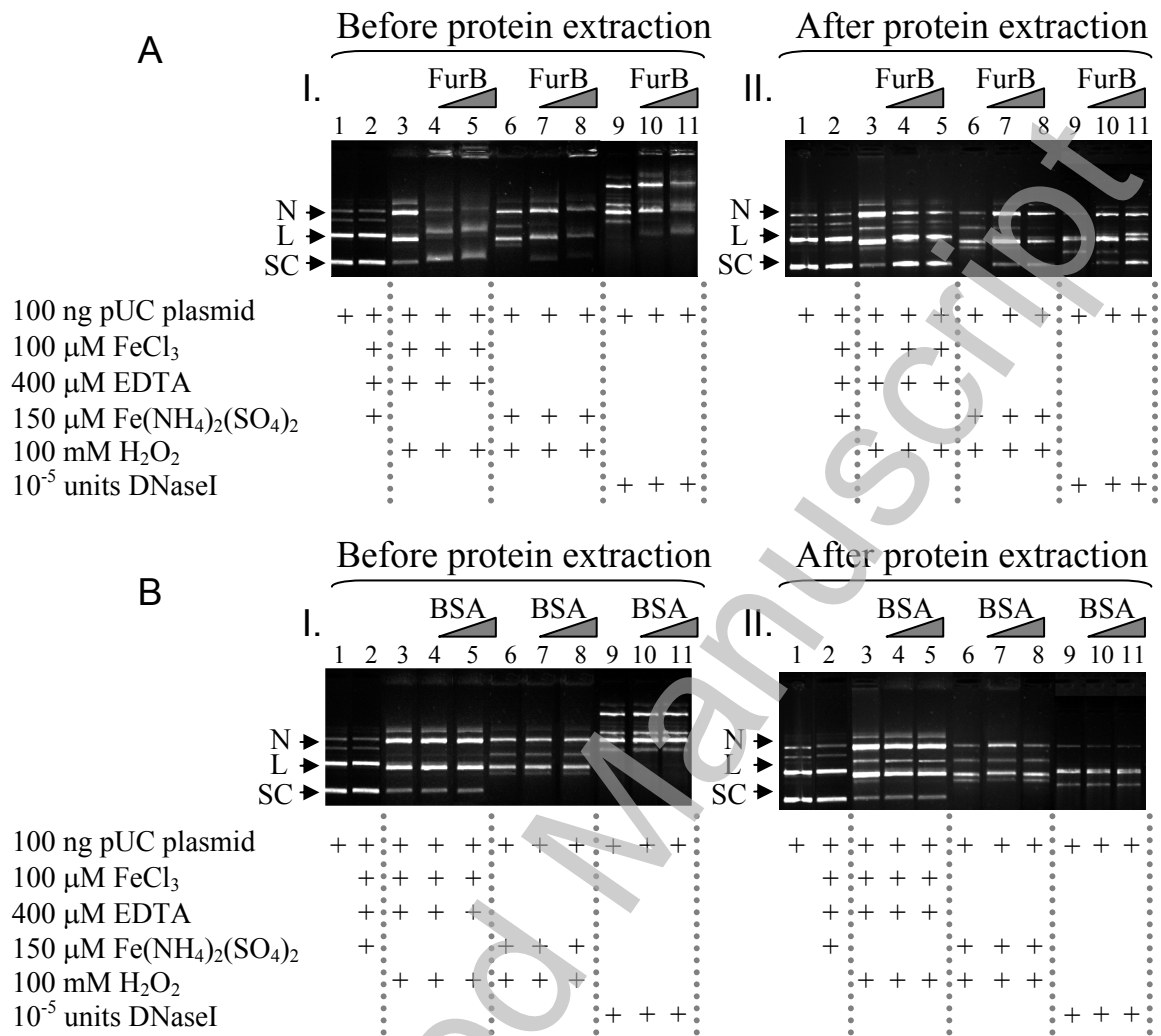 A
Before protein extraction After protein extraction
I. FurB FurB FurB II. FurB FurB FurB
1 2 3 4 5 6 7 8 9 10 11 1 2 3 4 5 6 7 8 9 10 11
N N
L L
SC SC
100 ng pUC plasmid + + + + + + + + + + + + + + + + + + + + + +
100 μM FeCl3 + + + + + + + +
400 μM EDTA + + + + + + + +
150 μM Fe(NH4)2(SO4)2 + + + + + + + +
100 mM H2O2 + + + + + + + + + + + +
10-5 units DNaseI + + + + + +
B
Before protein extraction After protein extraction
I. BSA BSA BSA II. BSA BSA BSA
1 2 3 4 5 6 7 8 9 10 11 1 2 3 4 5 6 7 8 9 10 11
N N
L L
SC SC
100 ng pUC plasmid + + + + + + + + + + + + + + + + + + + + + +
100 μM FeCl3 + + + + + + + +
400 μM EDTA + + + + + + + +
150 μM Fe(NH4)2(SO4)2 + + + + + + + +
100 mM H2O2 + + + + + + + + + + + +
10-5 units DNaseI + + + + + +
d Manuscript